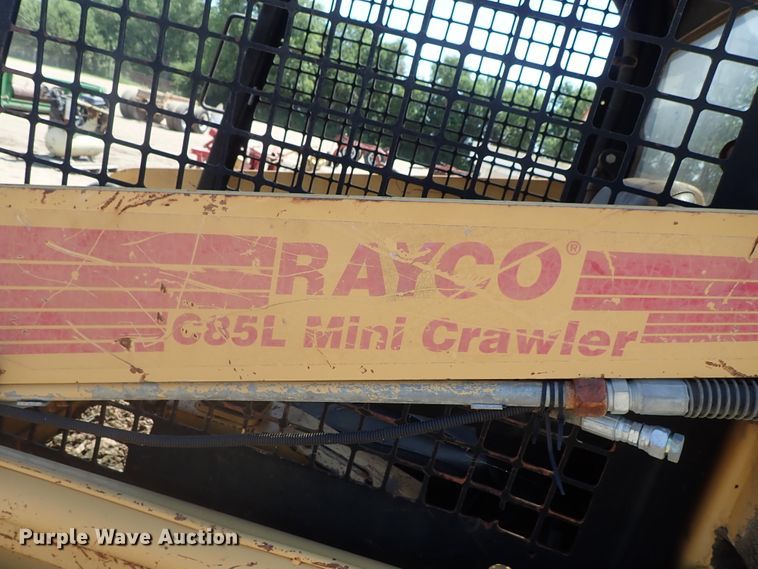 RAYCO®
C85L Mini Crawler
Purple Wave Auction